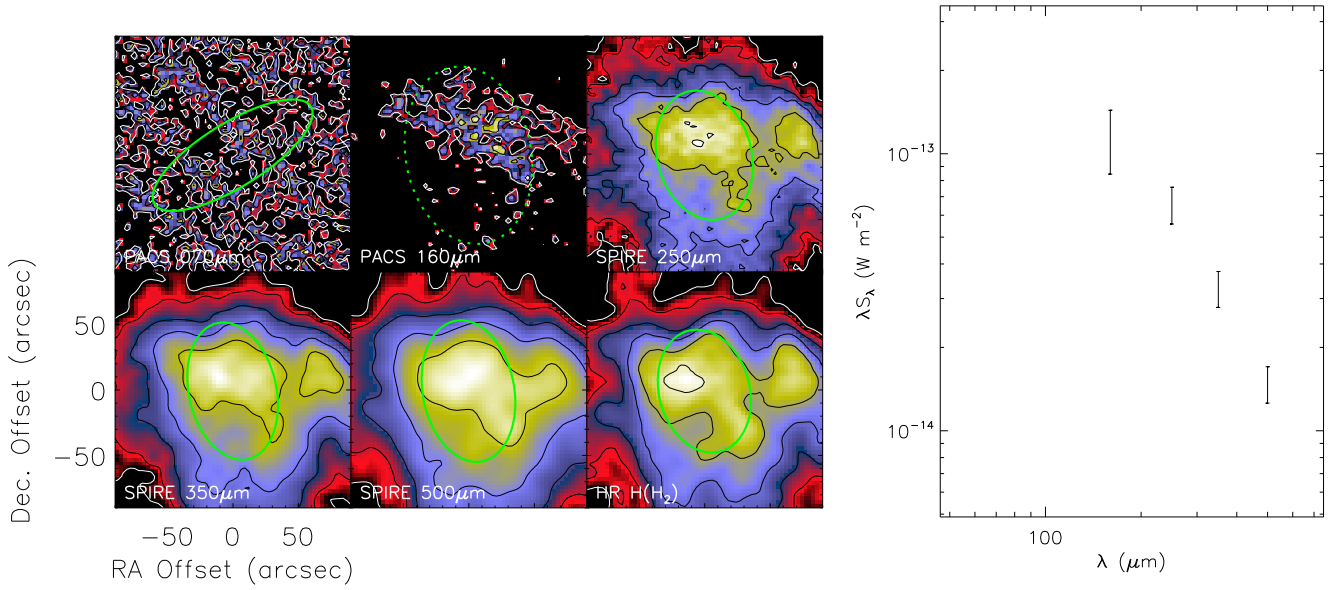 PACS 070μm
PACS 160μm
SPIRE 250μm
SPIRE 350μm
SPIRE 500μm
HR H(H₂)
Dec. Offset (arcsec)
50
0
−50
−50 0 50
RA Offset (arcsec)
10⁻¹³
10⁻¹⁴
λS_λ (W m⁻²)
100
λ (μm)